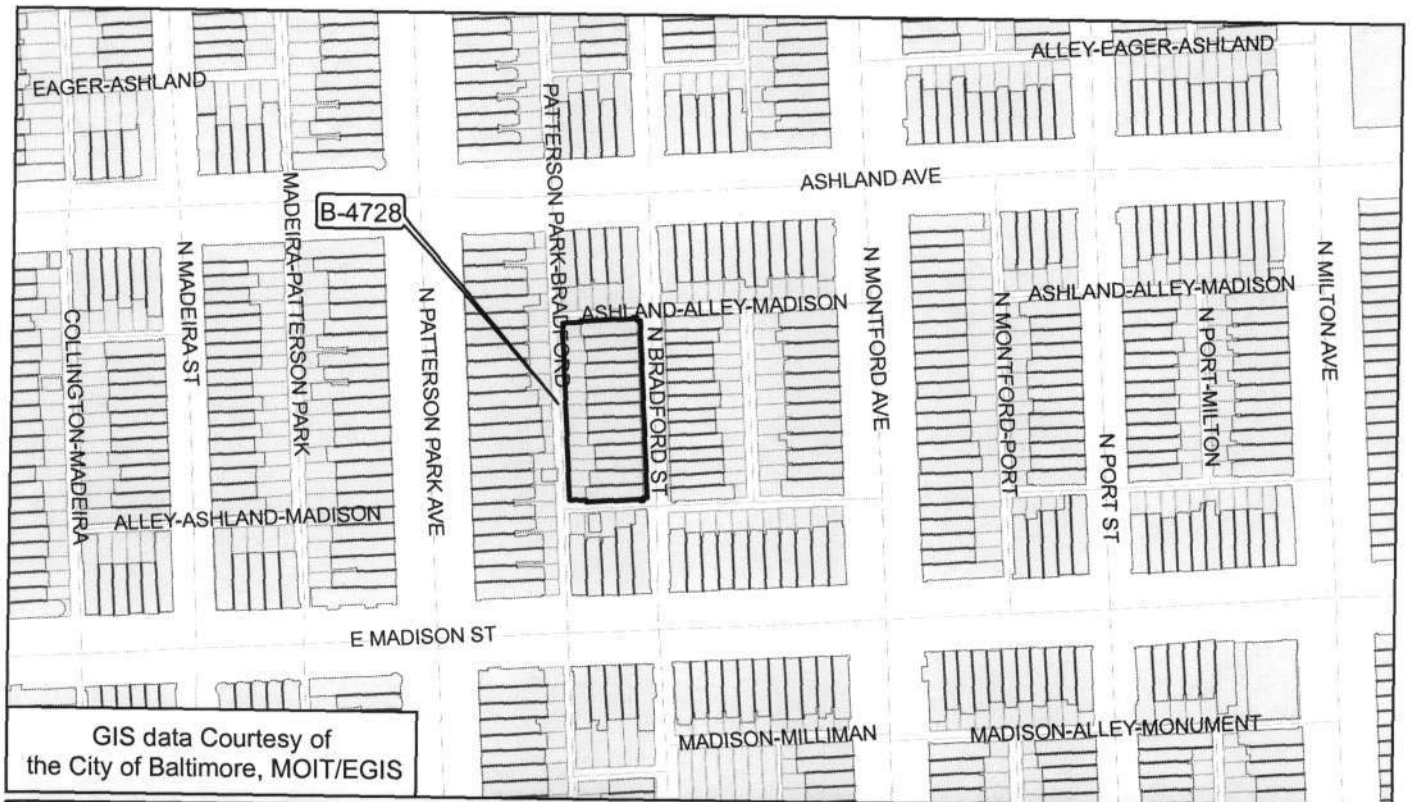 ALLEY-EAGER-ASHLAND
EAGER-ASHLAND
PATTERSON PARK-BRADFORD
ASHLAND AVE
MADEIRA-PATTERSON PARK
B-4728
N MADEIRA ST
N PATTERSON PARK AVE
N MONTFORD AVE
N MILTON AVE
ASHLAND-ALLEY-MADISON
ASHLAND-ALLEY-MADISON
COLLINGTON-MADEIRA
N BRADFORD ST
N MONTFORD-PORT
N PORT-MILTON
N PORT ST
ALLEY-ASHLAND-MADISON
E MADISON ST
MADISON-MILLIMAN
MADISON-ALLEY-MONUMENT
GIS data Courtesy of
the City of Baltimore, MOIT/EGIS